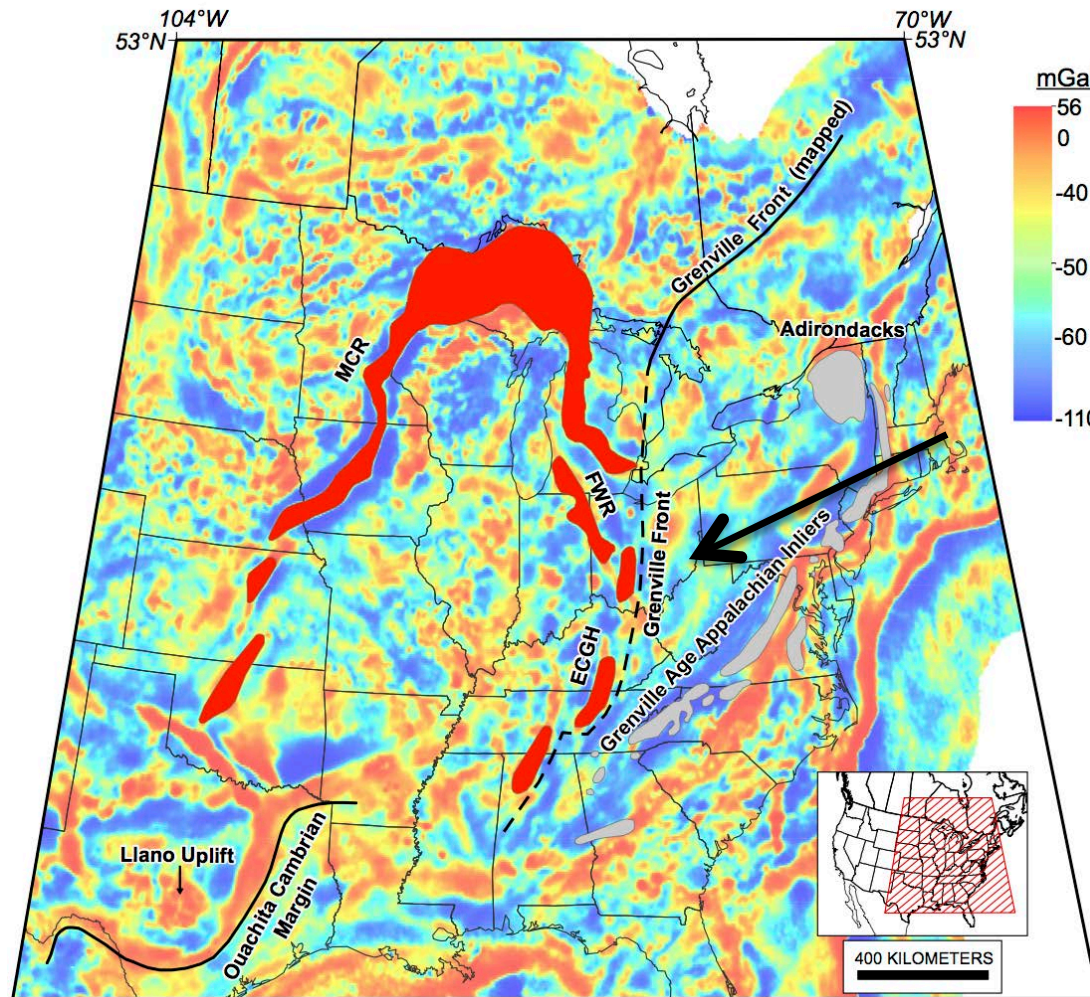 104°W
53°N
70°W
53°N
mGa
56
0
-40
-50
-60
-110
Grenville Front (mapped)
Adirondacks
MCR
FWR
Grenville Front
ECGH
Grenville Age Appalachian Inliers
Llano Uplift
Ouachita Cambrian
Margin
400 KILOMETERS